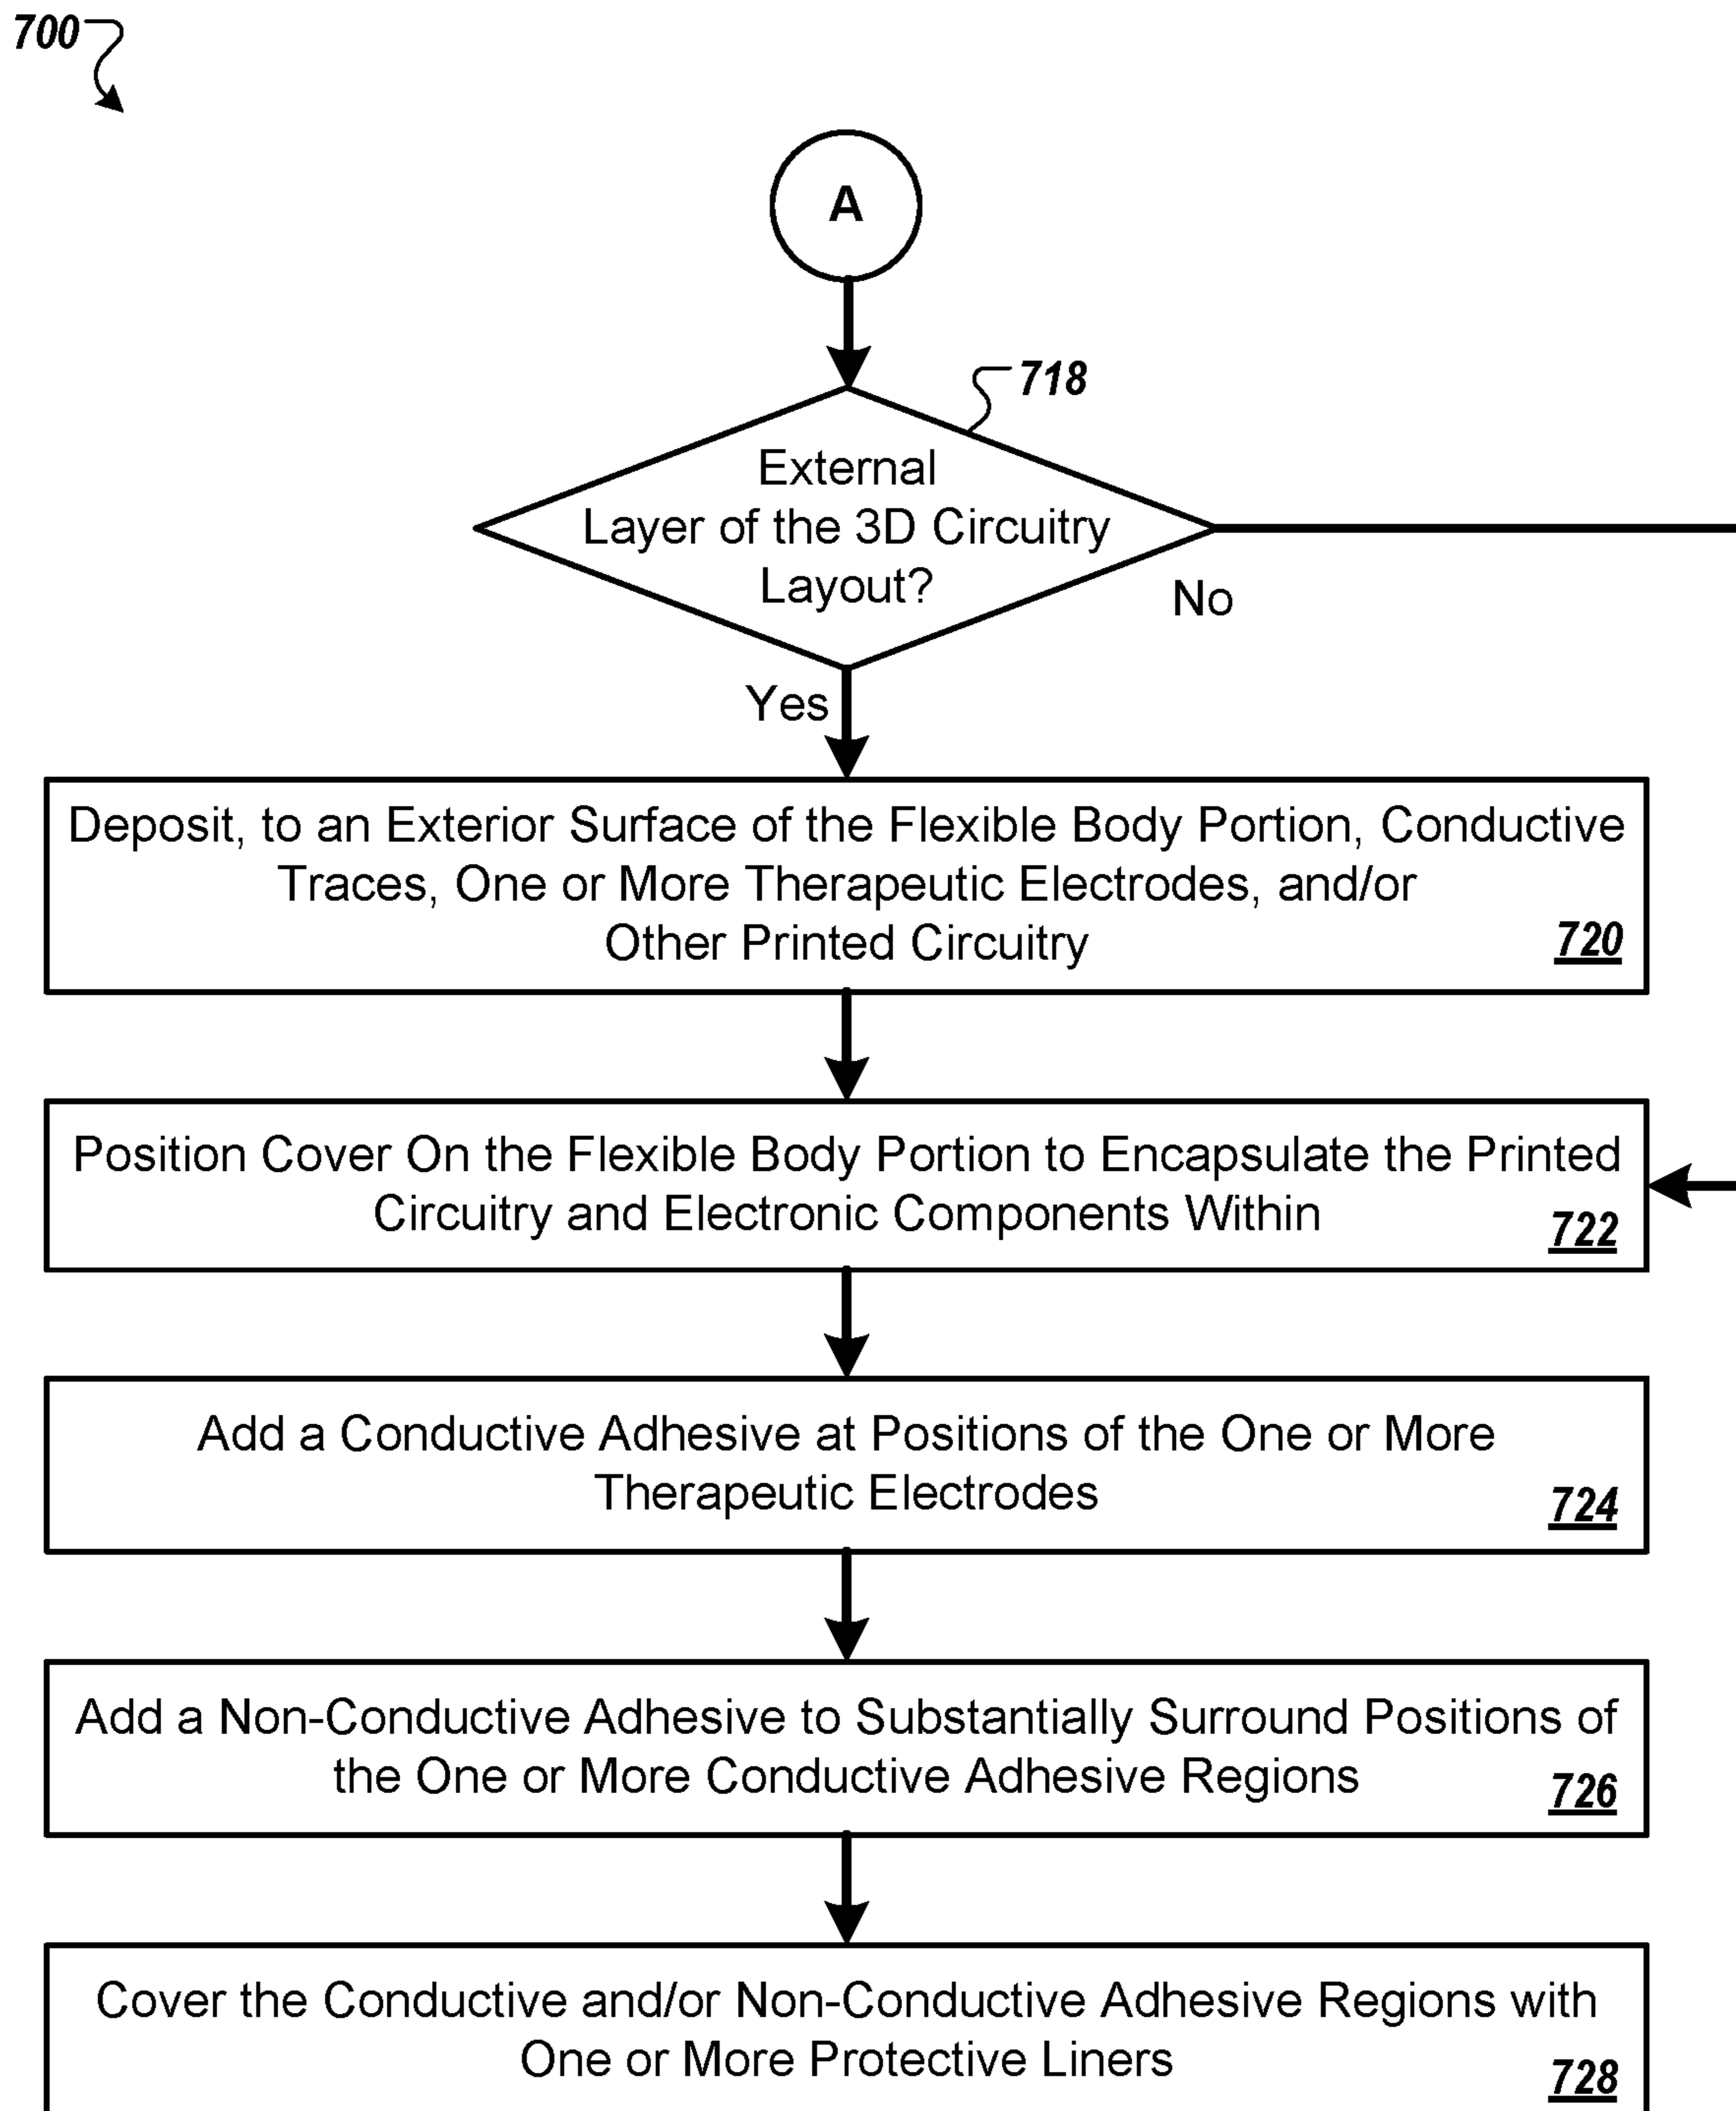 700
A
718
External
Layer of the 3D Circuitry
Layout?
No
Yes
Deposit, to an Exterior Surface of the Flexible Body Portion, Conductive
Traces, One or More Therapeutic Electrodes, and/or
Other Printed Circuitry
720
Position Cover On the Flexible Body Portion to Encapsulate the Printed
Circuitry and Electronic Components Within
722
Add a Conductive Adhesive at Positions of the One or More
Therapeutic Electrodes
724
Add a Non-Conductive Adhesive to Substantially Surround Positions of
the One or More Conductive Adhesive Regions
726
Cover the Conductive and/or Non-Conductive Adhesive Regions with
One or More Protective Liners
728